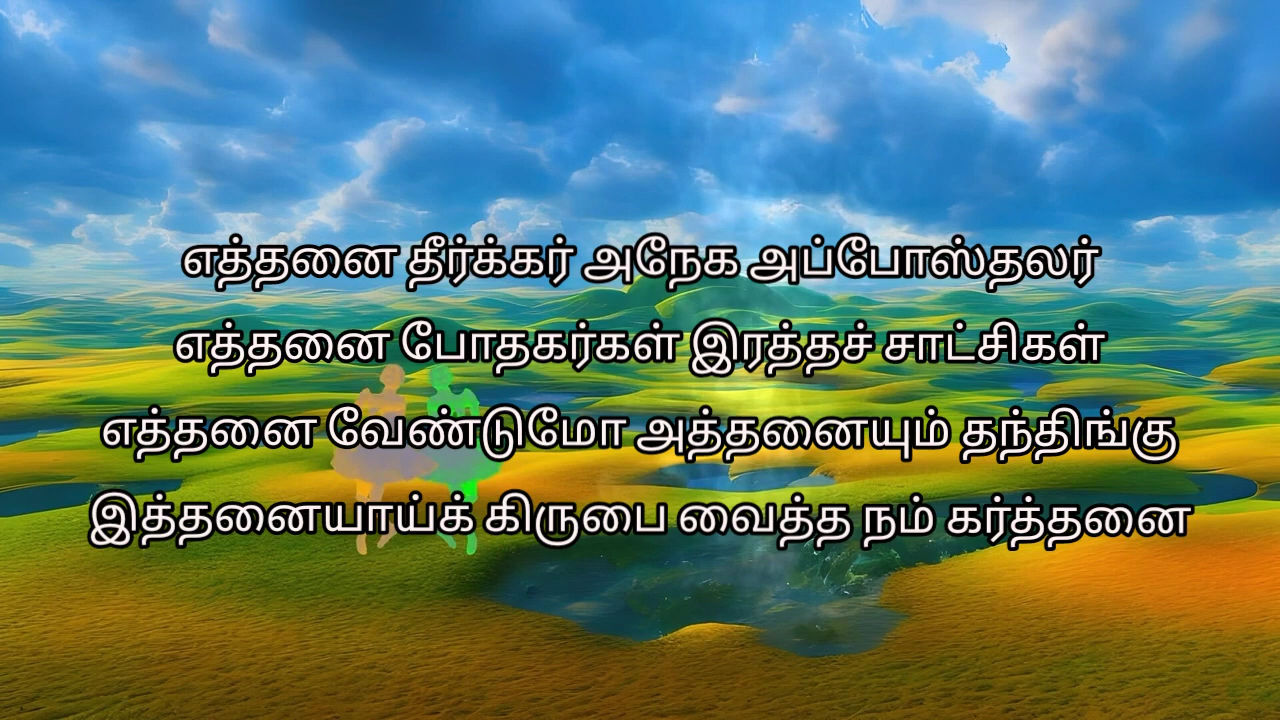 எத்தனை தீர்க்கர் அநேக அப்போஸ்தலர்
எத்தனை போதகர்கள் இரத்தச் சாட்சிகள்
எத்தனை வேண்டுமோ அத்தனையும் தந்திங்கு
இத்தனையாய்க் கிருபை வைத்த நம் கர்த்தனை